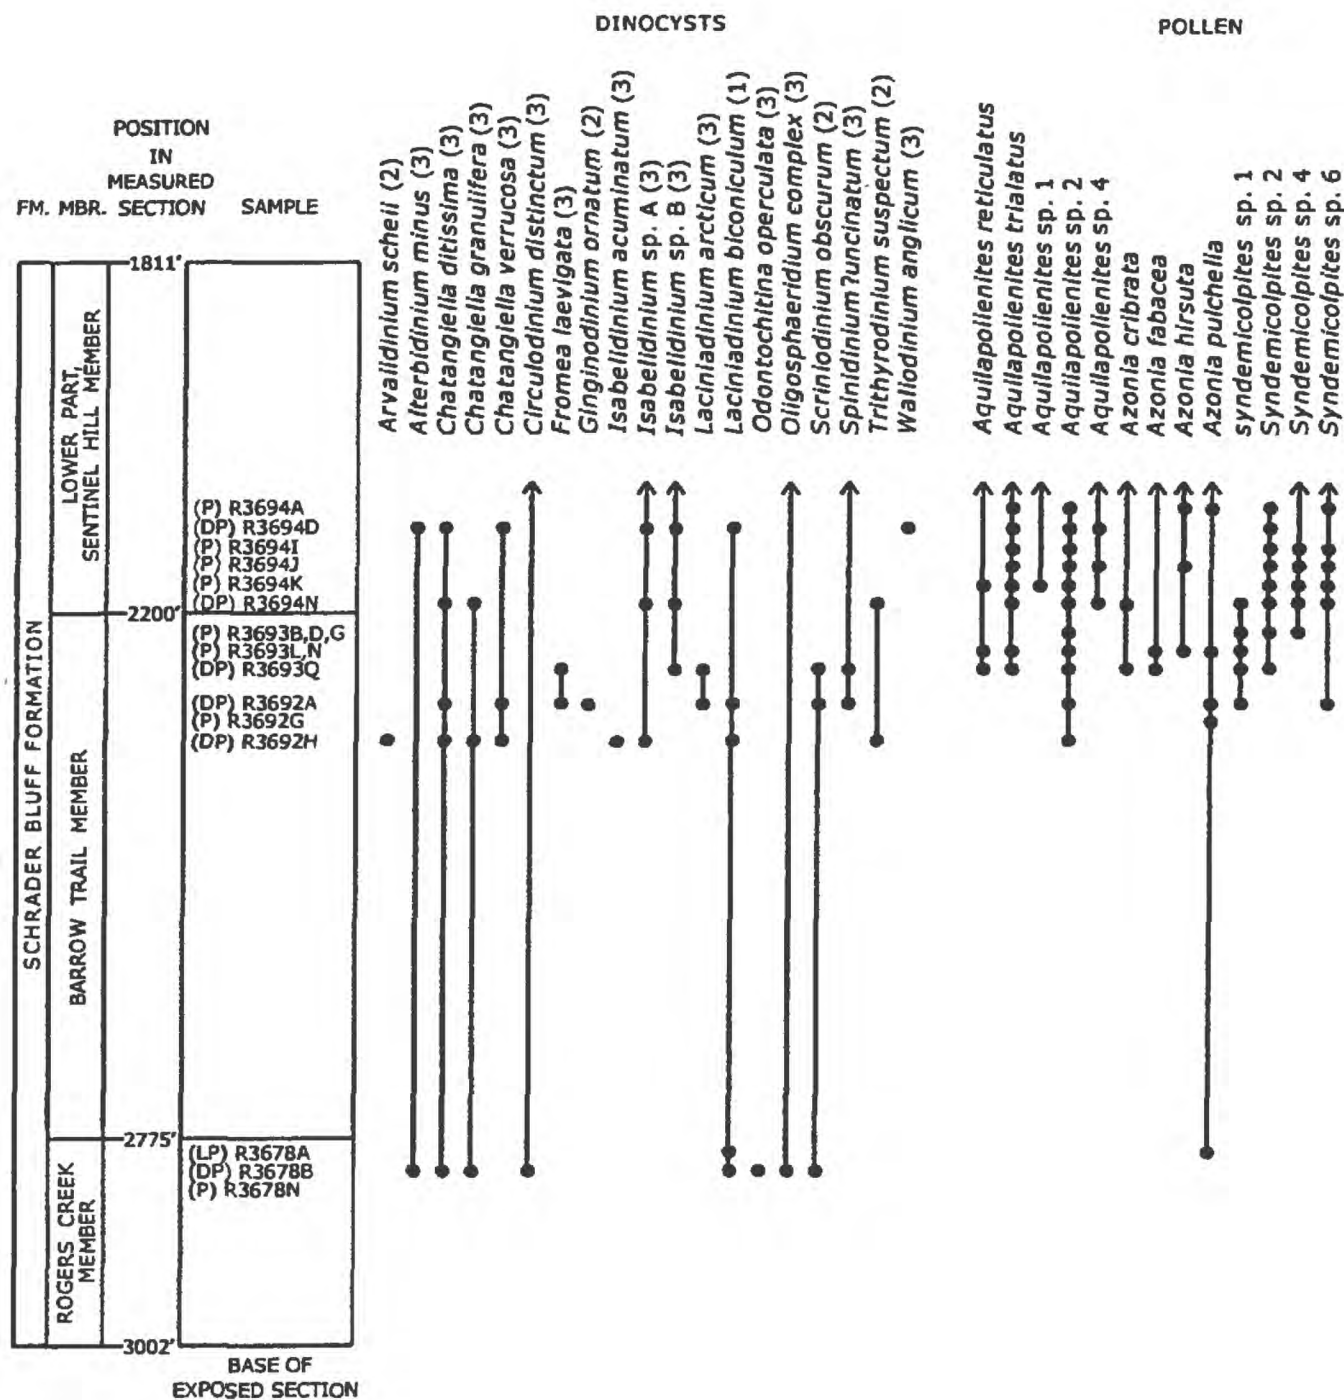 DINOCYSTS
POLLEN
POSITION
IN
MEASURED
FM. MBR. SECTION SAMPLE
Arvalidinium scheii (2)
Alterbidinium minus (3)
Chatangiella ditissima (3)
Chatangiella granulifera (3)
Chatangiella verrucosa (3)
Circulodinium distinctum (3)
Fromea laevigata (3)
Ginginodinium ornatum (2)
Isabelidinium acuminatum (3)
Isabelidinium sp. A (3)
Isabelidinium sp. B (3)
Laciniadinium arcticum (3)
Laciniadinium biconiculum (1)
Odontochitina operculata (3)
Oligosphaeridium complex (3)
Scriniodinium obscurum (2)
Spinidinium?uncinatum (3)
Trithyrodinium suspectum (2)
Wallodinium anglicum (3)
Aquilapollenites reticulatus
Aquilapollenites trialatus
Aquilapollenites sp. 1
Aquilapollenites sp. 2
Aquilapollenites sp. 4
Azonia cribrata
Azonia fabacea
Azonia hirsuta
Azonia pulchella
Syndemicolpites sp. 1
Syndemicolpites sp. 2
Syndemicolpites sp. 4
Syndemicolpites sp. 6
SCHRADER BLUFF FORMATION
LOWER PART,
SENTINEL HILL MEMBER
BARROW TRAIL MEMBER
ROGERS CREEK
MEMBER
1811'
(P) R3694A
(DP) R3694D
(P) R3694I
(P) R3694J
(P) R3694K
(DP) R3694N
2200'
(P) R3693B,D,G
(P) R3693L,N
(DP) R3693Q
(DP) R3692A
(P) R3692G
(DP) R3692H
2775'
(LP) R3678A
(DP) R3678B
(P) R3678N
3002'
BASE OF
EXPOSED SECTION